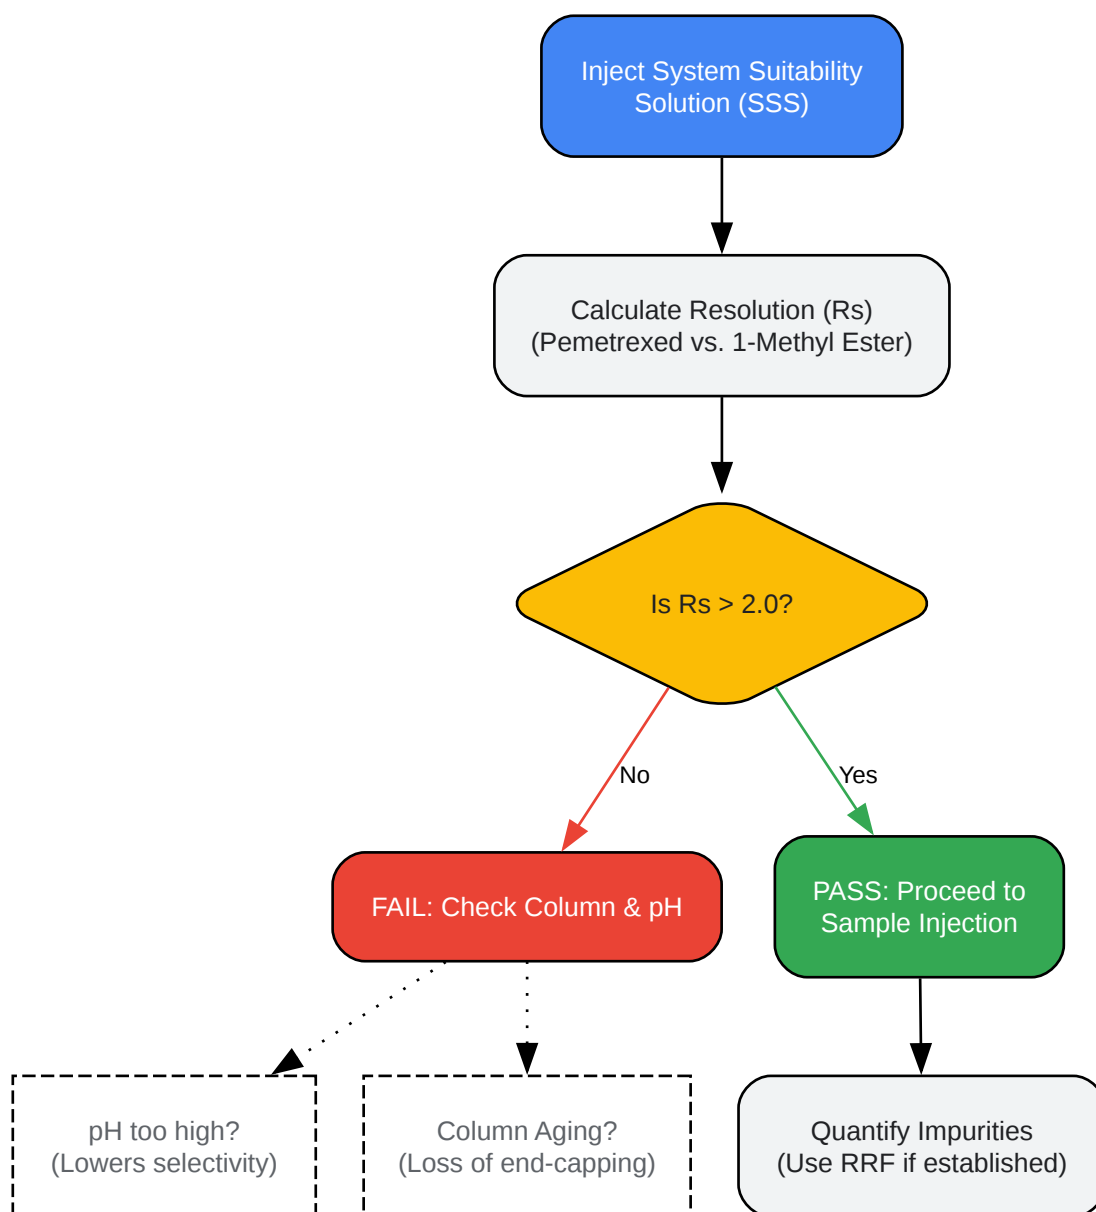 Inject System Suitability
Solution (SSS)
Calculate Resolution (Rs)
(Pemetrexed vs. 1-Methyl Ester)
Is Rs > 2.0?
No
Yes
FAIL: Check Column & pH
PASS: Proceed to
Sample Injection
pH too high?
(Lowers selectivity)
Column Aging?
(Loss of end-capping)
Quantify Impurities
(Use RRF if established)